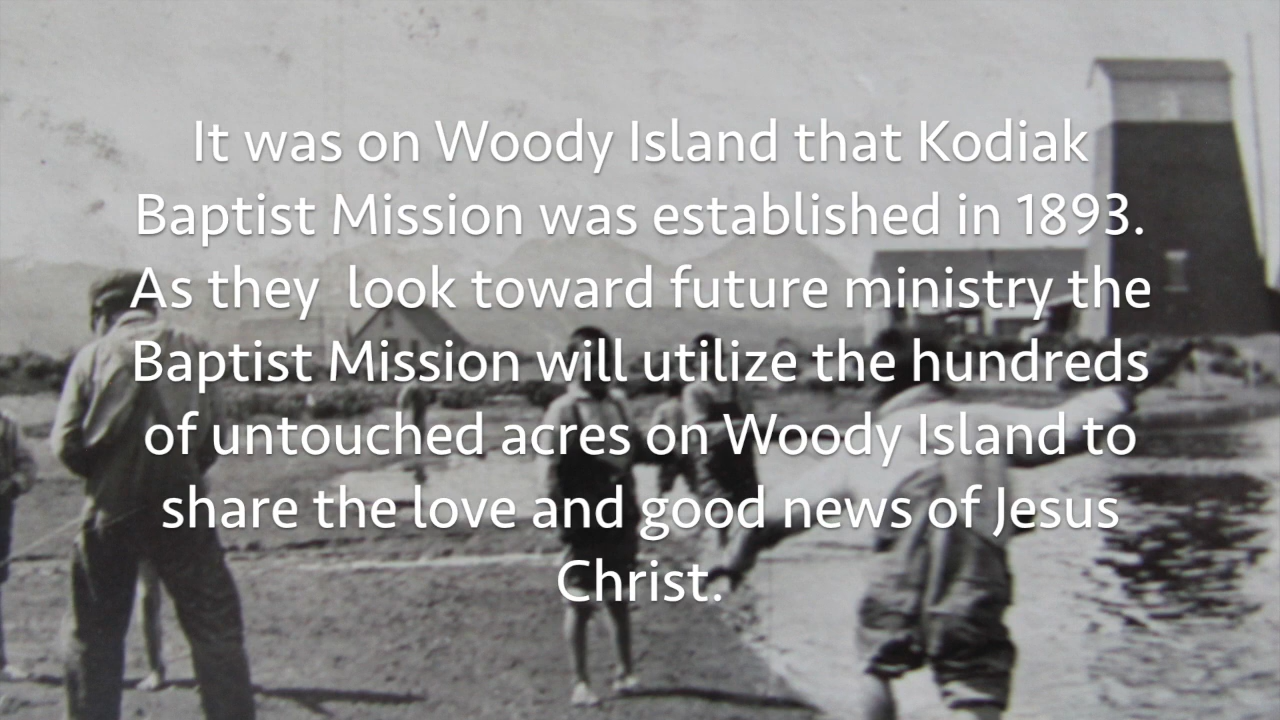 It was on Woody Island that Kodiak
Baptist Mission was established in 1893.
As they  look toward future ministry the
Baptist Mission will utilize the hundreds
of untouched acres on Woody Island to
share the love and good news of Jesus
Christ.